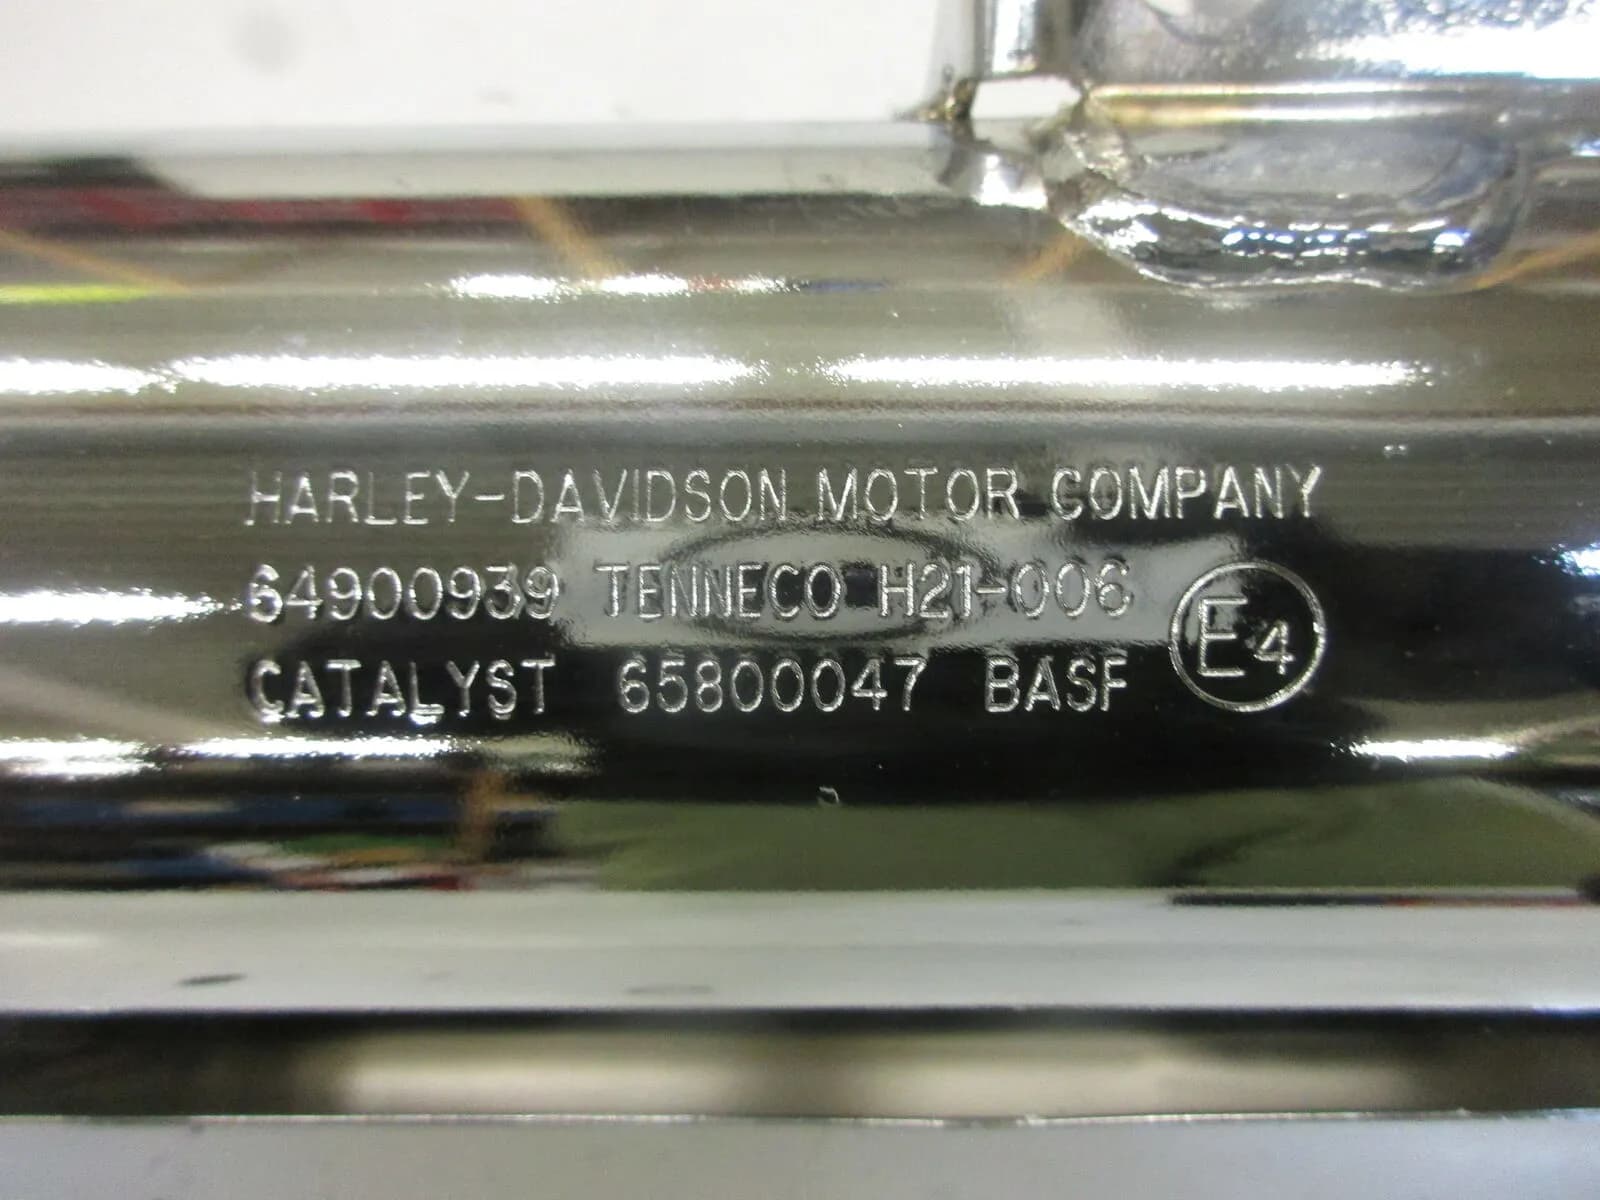 HARLEY-DAVIDSON MOTOR COMPANY
64900939 TENNECO H21-006
CATALYST 65800047 BASF
E4